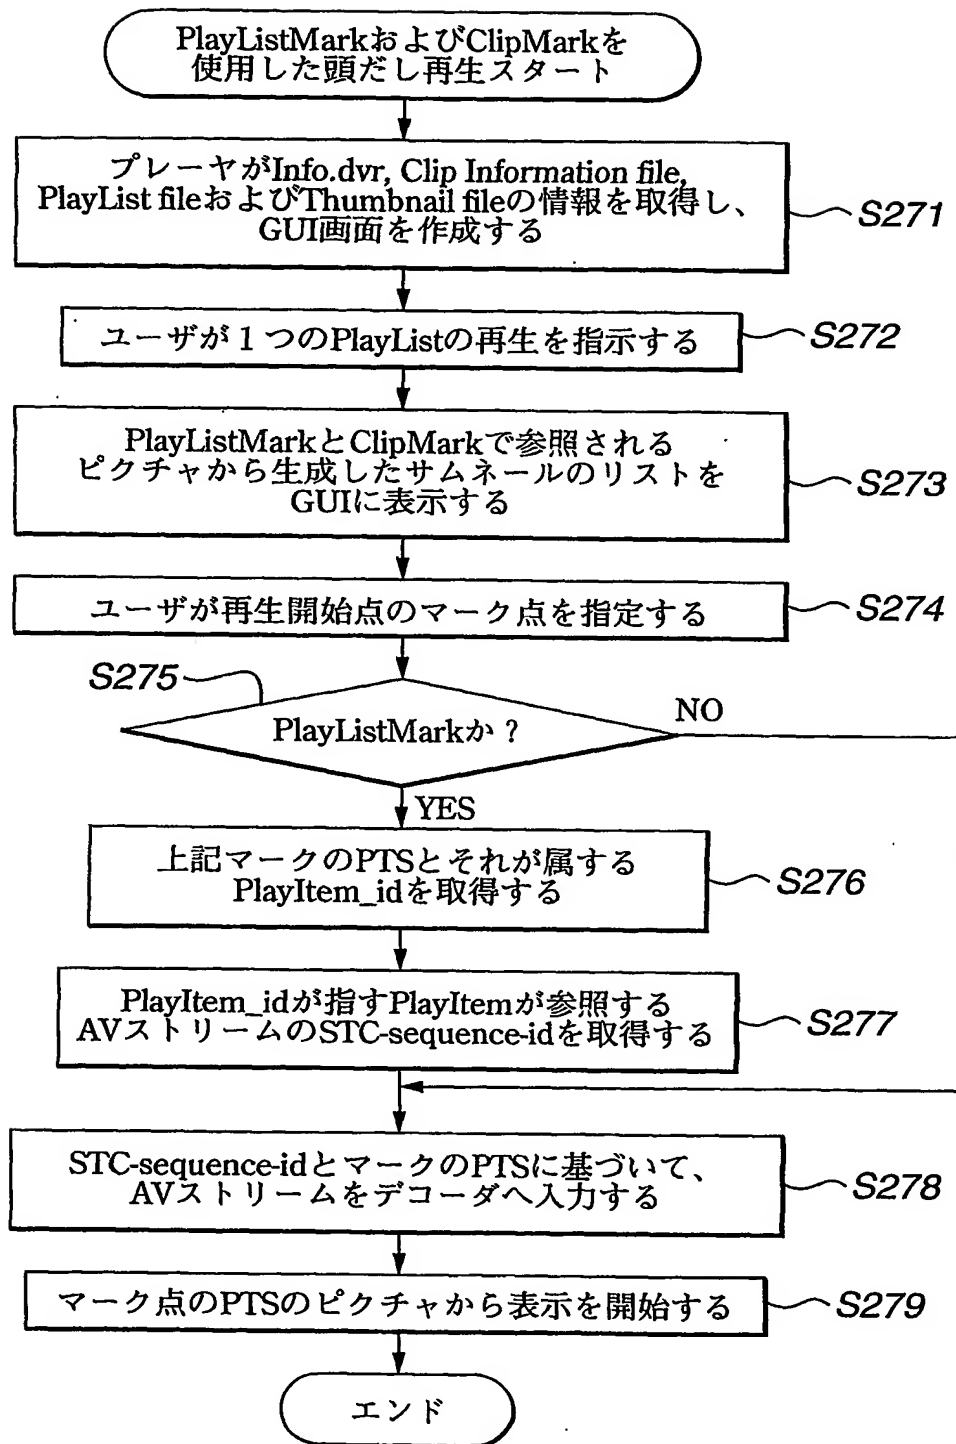 PlayListMarkおよびClipMarkを
使用した頭だし再生スタート
プレーヤがInfo.dvr, Clip Information file,
PlayList fileおよびThumbnail fileの情報を取得し、
GUI画面を作成する
S271
ユーザが1つのPlayListの再生を指示する
S272
PlayListMarkとClipMarkで参照される
ピクチャから生成したサムネールのリストを
GUIに表示する
S273
ユーザが再生開始点のマーク点を指定する
S274
S275
PlayListMarkか?
NO
YES
上記マークのPTSとそれが属する
PlayItem_idを取得する
S276
PlayItem_idが指すPlayItemが参照する
AVストリームのSTC-sequence-idを取得する
S277
STC-sequence-idとマークのPTSに基づいて、
AVストリームをデコーダへ入力する
S278
マーク点のPTSのピクチャから表示を開始する
S279
エンド